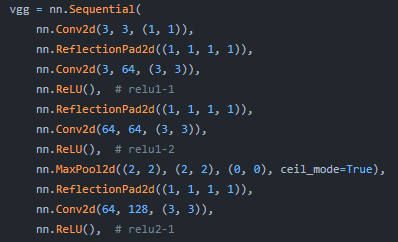 vgg = nn.Sequential(
nn.Conv2d(3, 3, (1, 1)),
nn.ReflectionPad2d((1, 1, 1, 1)),
nn.Conv2d(3, 64, (3, 3)),
nn.ReLU(),  # relu1-1
nn.ReflectionPad2d((1, 1, 1, 1)),
nn.Conv2d(64, 64, (3, 3)),
nn.ReLU(),  # relu1-2
nn.MaxPool2d((2, 2), (2, 2), (0, 0), ceil_mode=True),
nn.ReflectionPad2d((1, 1, 1, 1)),
nn.Conv2d(64, 128, (3, 3)),
nn.ReLU(),  # relu2-1